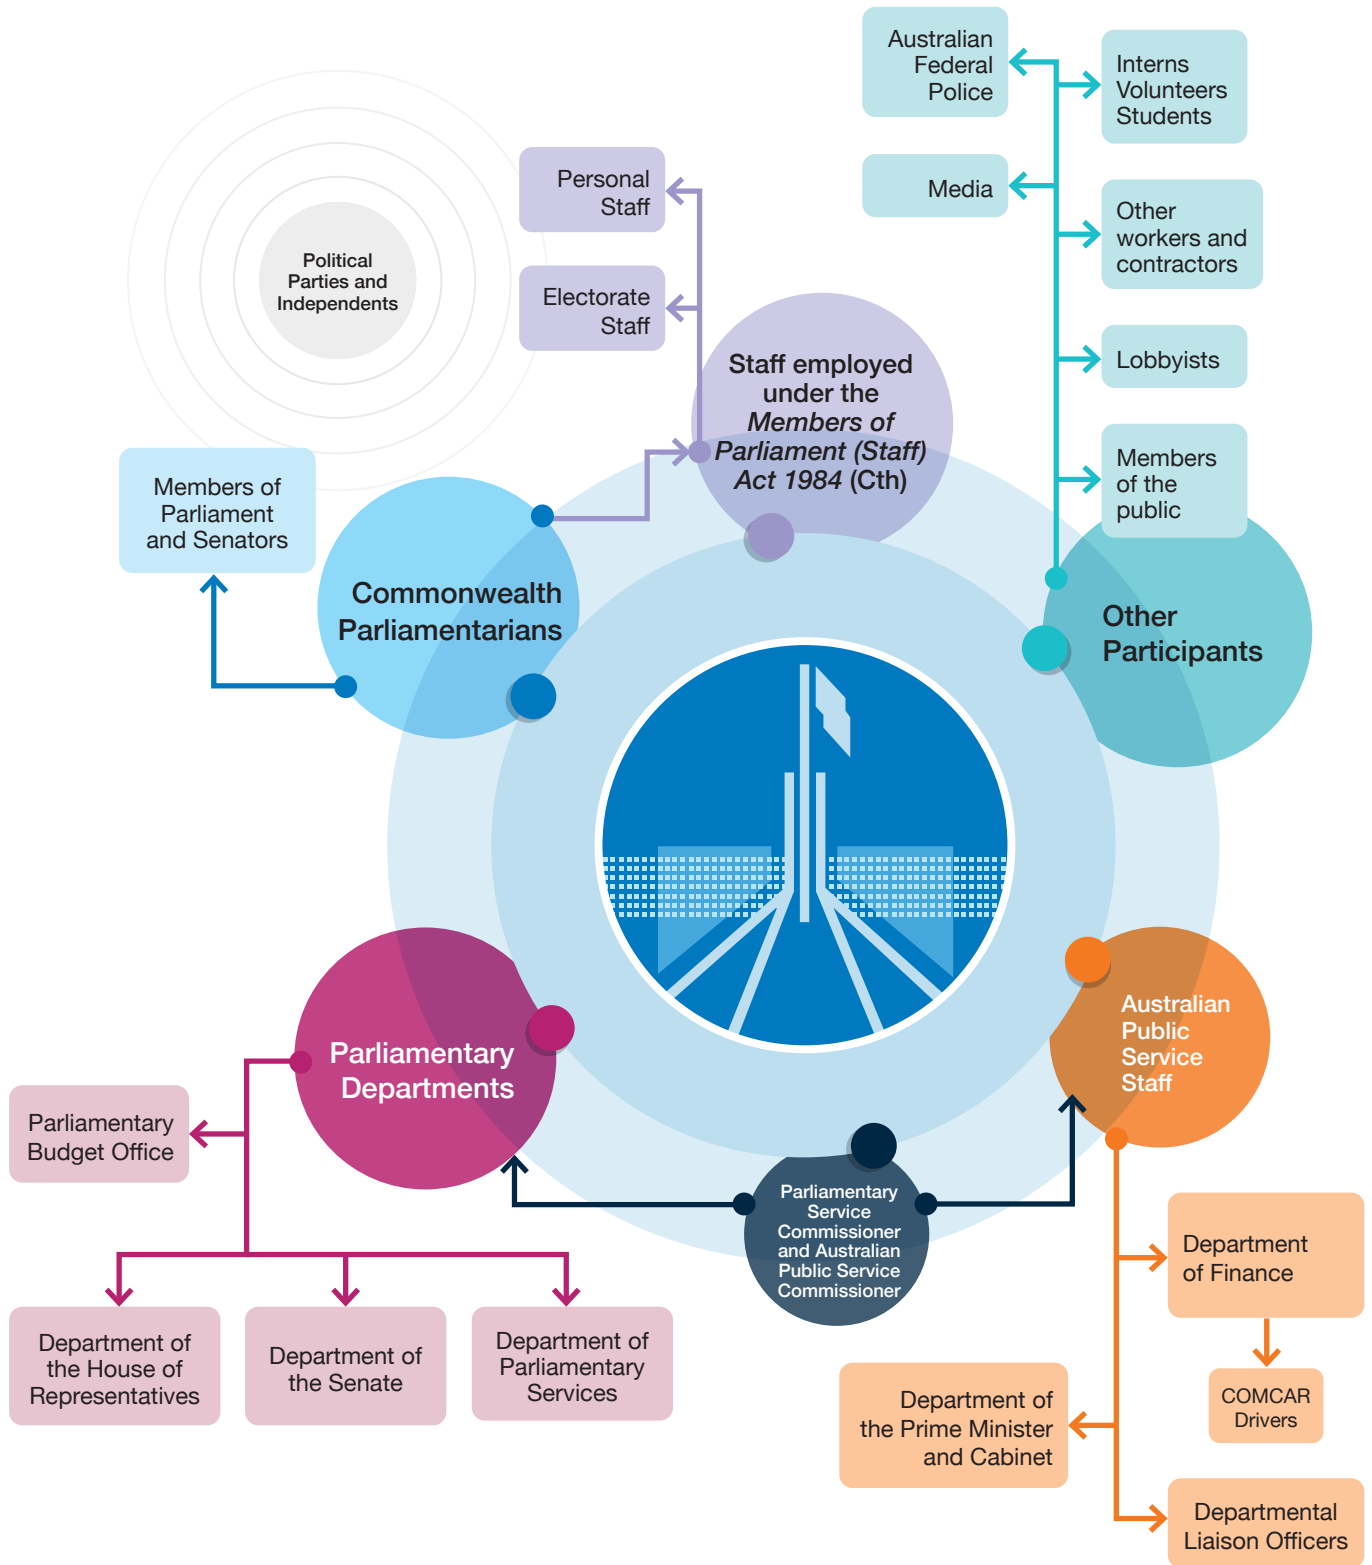 Australian
Federal
Police
Interns
Volunteers
Students
Media
Other
workers and
contractors
Lobbyists
Members
of the
public
Other
Participants
Personal
Staff
Electorate
Staff
Staff employed
under the
Members of
Parliament (Staff)
Act 1984 (Cth)
Political
Parties and
Independents
Members of
Parliament
and Senators
Commonwealth
Parliamentarians
Parliamentary
Departments
Parliamentary
Budget Office
Department of
the House of
Representatives
Department of
the Senate
Department of
Parliamentary
Services
Parliamentary
Service
Commissioner
and Australian
Public Service
Commissioner
Australian
Public
Service
Staff
Department
of Finance
COMCAR
Drivers
Department of
the Prime Minister
and Cabinet
Departmental
Liaison Officers